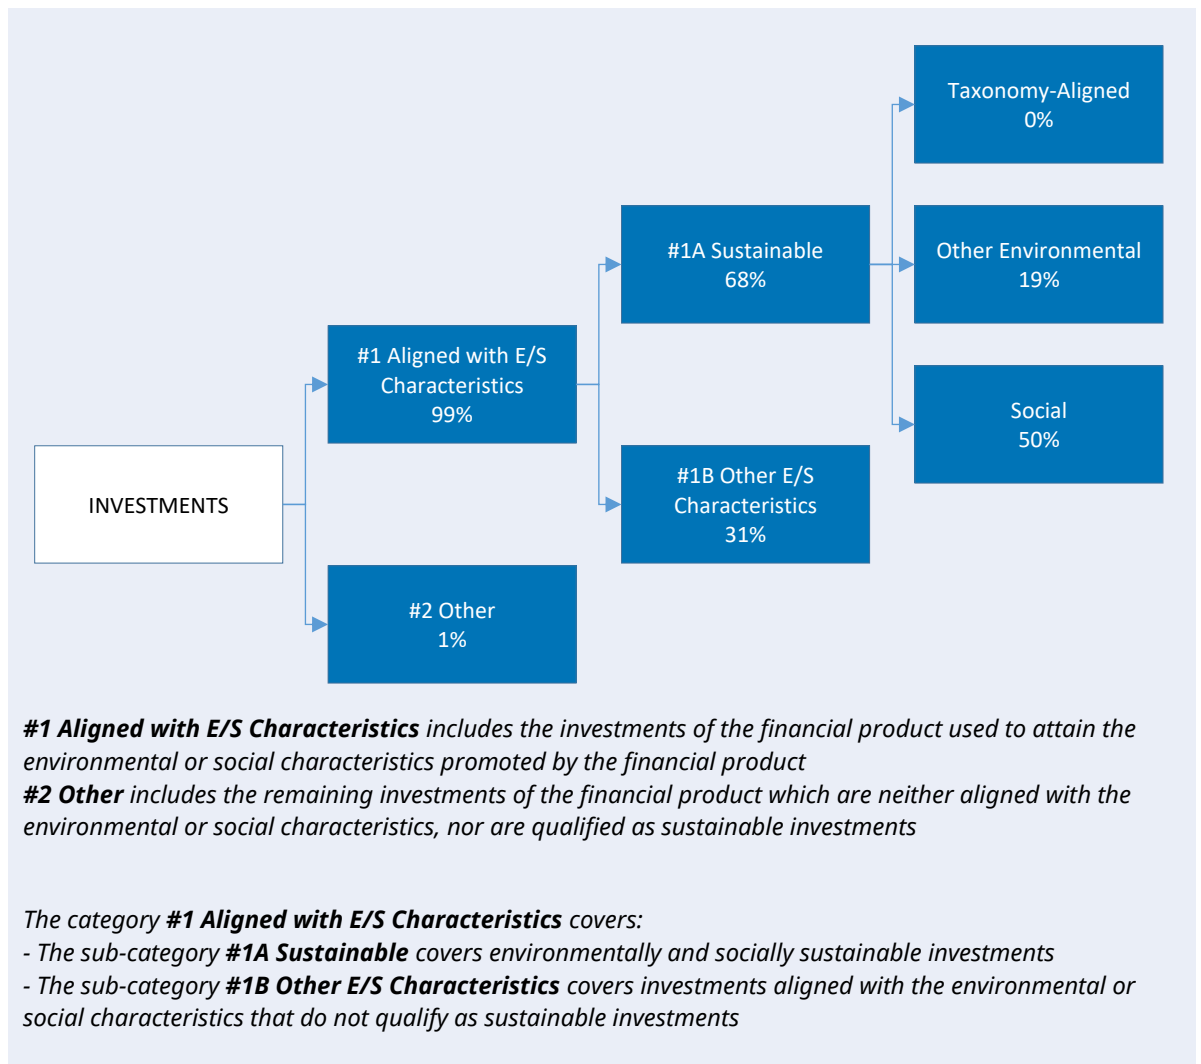 Taxonomy-Aligned
0%
#1A Sustainable
68%
Other Environmental
19%
#1 Aligned with E/S
Characteristics
99%
Social
50%
INVESTMENTS
#1B Other E/S
Characteristics
31%
#2 Other
1%
#1 Aligned with E/S Characteristics includes the investments of the financial product used to attain the
environmental or social characteristics promoted by the financial product
#2 Other includes the remaining investments of the financial product which are neither aligned with the
environmental or social characteristics, nor are qualified as sustainable investments
The category #1 Aligned with E/S Characteristics covers:
- The sub-category #1A Sustainable covers environmentally and socially sustainable investments
- The sub-category #1B Other E/S Characteristics covers investments aligned with the environmental or
social characteristics that do not qualify as sustainable investments